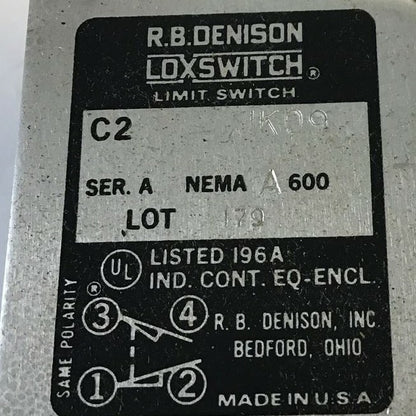 R.B. DENISON
LOXSWITCH®
LIMIT SWITCH
C2 JK09
SER. A NEMA A 600
LOT 179
UL ® LISTED 196A
IND. CONT. EQ-ENCL.
SAME POLARITY
3 4
1 2
R. B. DENISON, INC.
BEDFORD, OHIO
MADE IN U.S.A.